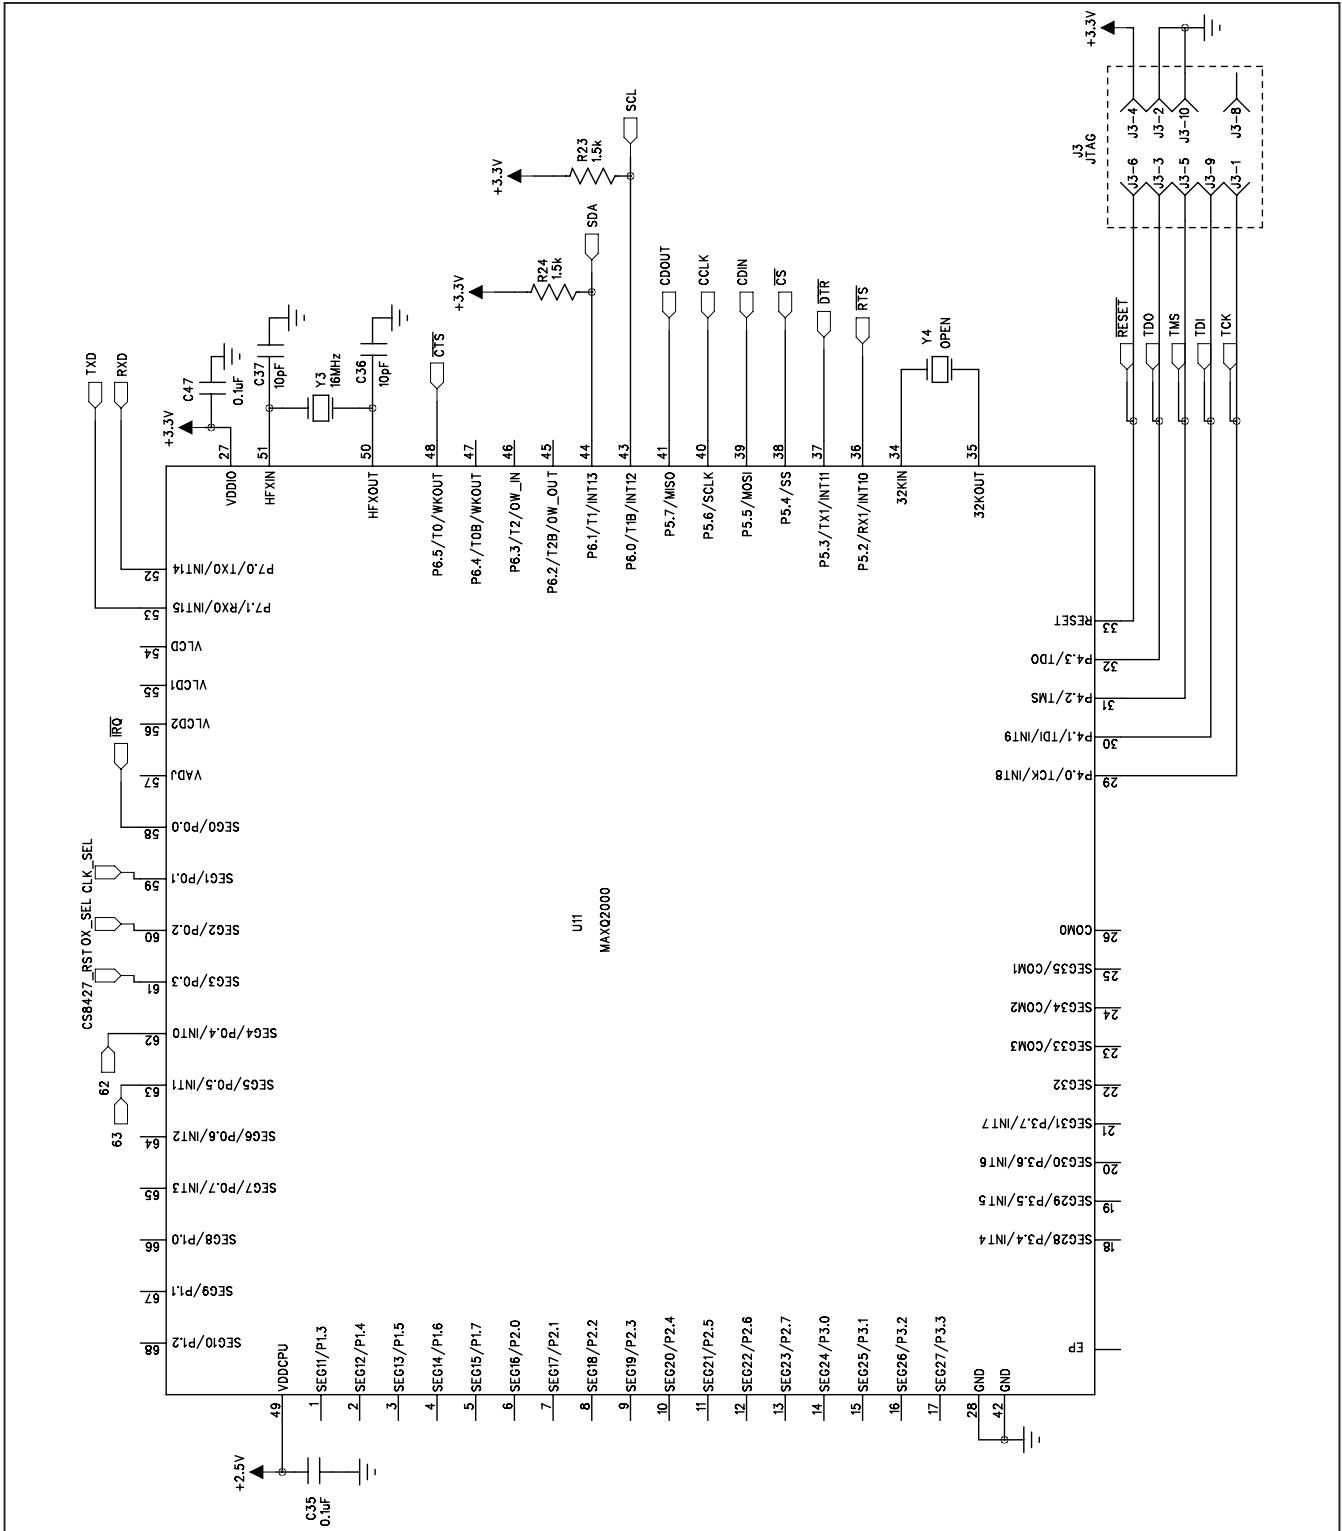 +3.3V
J3
JTAG
J3-4
J3-2
J3-10
J3-8
J3-6
J3-3
J3-5
J3-9
J3-1
SCL
R23
1.5k
+3.3V
SDA
R24
1.5k
+3.3V
CDOUT
CCLK
CDIN
CS
DTR
RTS
Y4
OPEN
RESET
TDO
TMS
TDI
TCK
TXD
RXD
C47
0.1uF
+3.3V
C37
10pF
Y3
16MHz
C36
10pF
CTS
27
51
50
48
47
46
45
44
43
41
40
39
38
37
36
34
35
VDDIO
HFXIN
HFXOUT
P6.5/T0/WKOUT
P6.4/T0B/WKOUT
P6.3/T2/OW_IN
P6.2/T2B/OW_OUT
P6.1/T1/INT13
P6.0/T1B/INT12
P5.7/MISO
P5.6/SCLK
P5.5/MOSI
P5.4/SS
P5.3/TX1/INT11
P5.2/RX1/INT10
32KIN
32KOUT
52 P7.0/TX0/INT14
53 P7.1/RX0/INT15
54 VLCD
55 VLCD1
56 VLCD2
57 VADJ
IRQ
58 SEG0/P0.0
CLK_SEL
59 SEG1/P0.1
OX_SEL
60 SEG2/P0.2
CS8427_RST
61 SEG3/P0.3
62
62 SEG4/P0.4/INT0
63
63 SEG5/P0.5/INT1
64 SEG6/P0.6/INT2
65 SEG7/P0.7/INT3
66 SEG8/P1.0
67 SEG9/P1.1
68 SEG10/P1.2
U11
MAXQ2000
RESET 33
P4.3/TDO 32
P4.2/TMS 31
P4.1/TDI/INT9 30
P4.0/TCK/INT8 29
COM0 26
SEG35/COM1 25
SEG34/COM2 24
SEG33/COM3 23
SEG32 22
SEG31/P3.7/INT7 21
SEG30/P3.6/INT6 20
SEG29/P3.5/INT5 19
SEG28/P3.4/INT4 18
EP
VDDCPU
SEG11/P1.3
SEG12/P1.4
SEG13/P1.5
SEG14/P1.6
SEG15/P1.7
SEG16/P2.0
SEG17/P2.1
SEG18/P2.2
SEG19/P2.3
SEG20/P2.4
SEG21/P2.5
SEG22/P2.6
SEG23/P2.7
SEG24/P3.0
SEG25/P3.1
SEG26/P3.2
SEG27/P3.3
GND
GND
49
1
2
3
4
5
6
7
8
9
10
11
12
13
14
15
16
17
28
42
+2.5V
C35
0.1uF